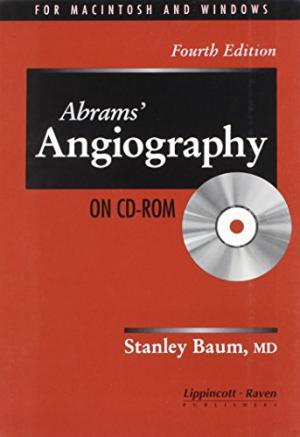 FOR MACINTOSH AND WINDOWS
Fourth Edition
Abrams'
Angiography
ON CD-ROM
Stanley Baum, MD
Lippincott - Raven
PUBLISHERS